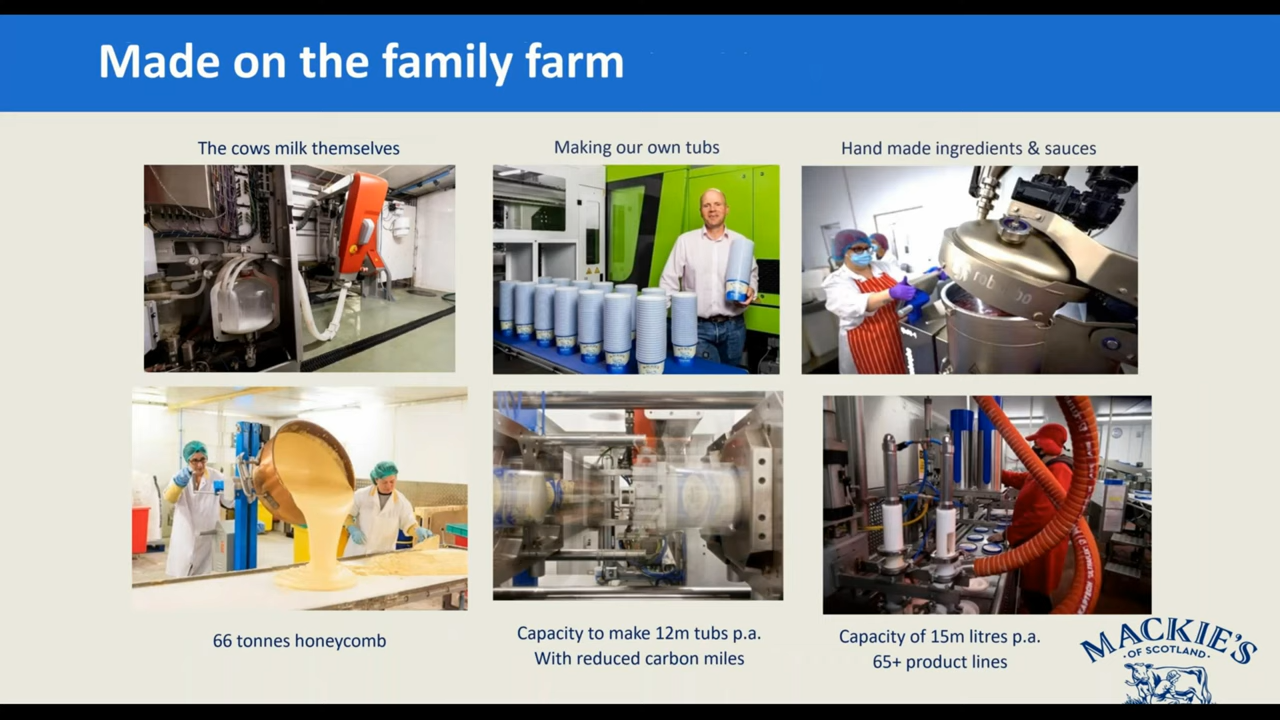 Made on the family farm
The cows milk themselves
Making our own tubs
Hand made ingredients & sauces
66 tonnes honeycomb
Capacity to make 12m tubs p.a.
With reduced carbon miles
Capacity of 15m litres p.a.
65+ product lines
MACKIE'S
·OF SCOTLAND·